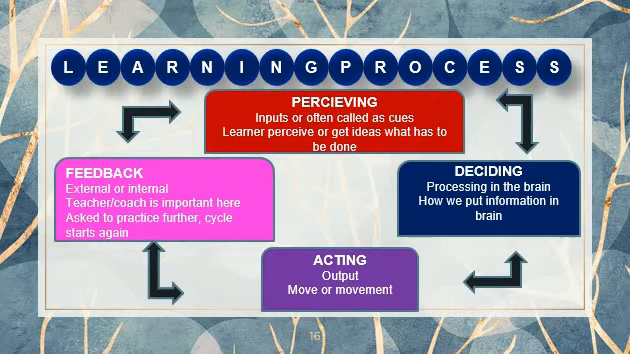 LEARNINGPROCESS
PERCIEVING
Inputs or often called as cues
Learner perceive or get ideas what has to
be done
FEEDBACK
External or internal
Teacher/coach is important here
Asked to practice further, cycle
starts again
DECIDING
Processing in the brain
How we put information in
brain
ACTING
Output
Move or movement
16